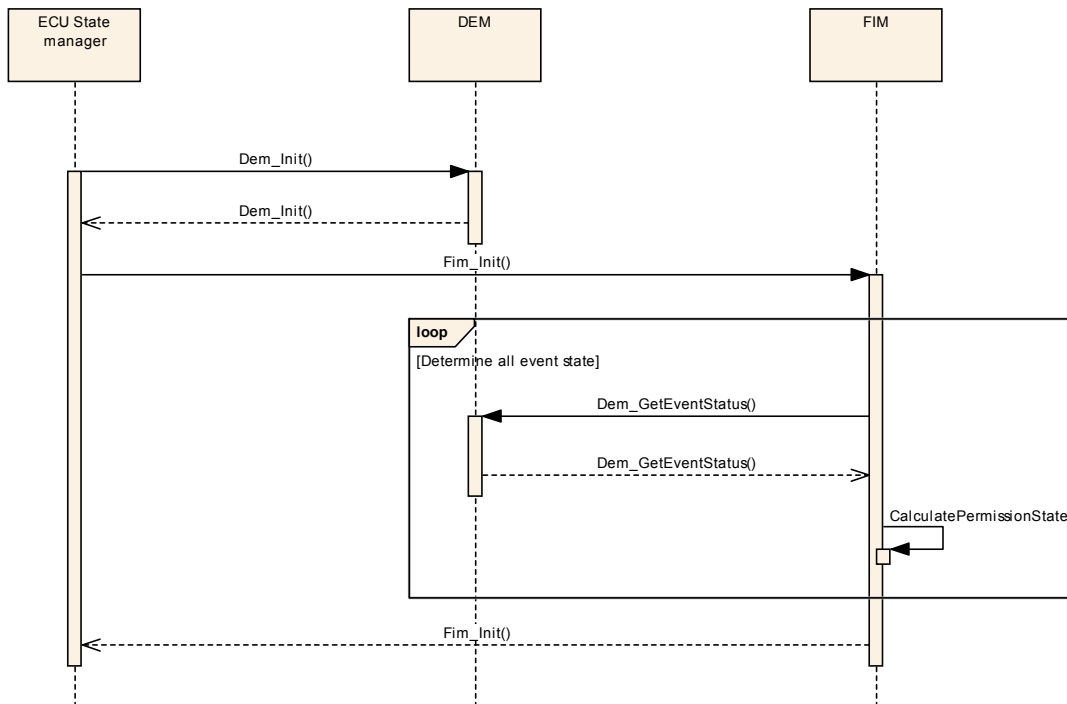 ECU State
manager
DEM
FIM
Dem_Init()
Dem_Init()
Fim_Init()
loop
[Determine all event state]
Dem_GetEventStatus()
Dem_GetEventStatus()
CalculatePermissionState
Fim_Init()